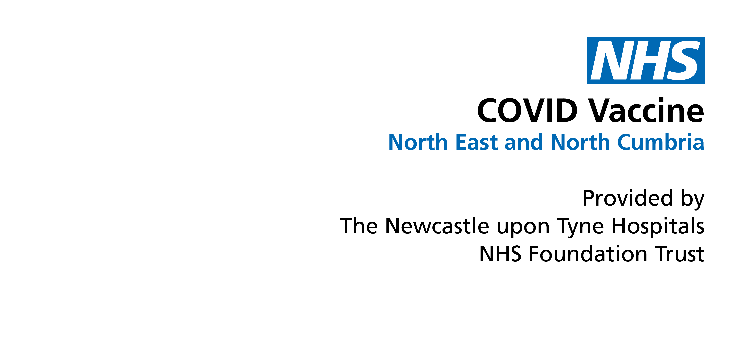 NHS
COVID Vaccine
North East and North Cumbria
Provided by
The Newcastle upon Tyne Hospitals
NHS Foundation Trust